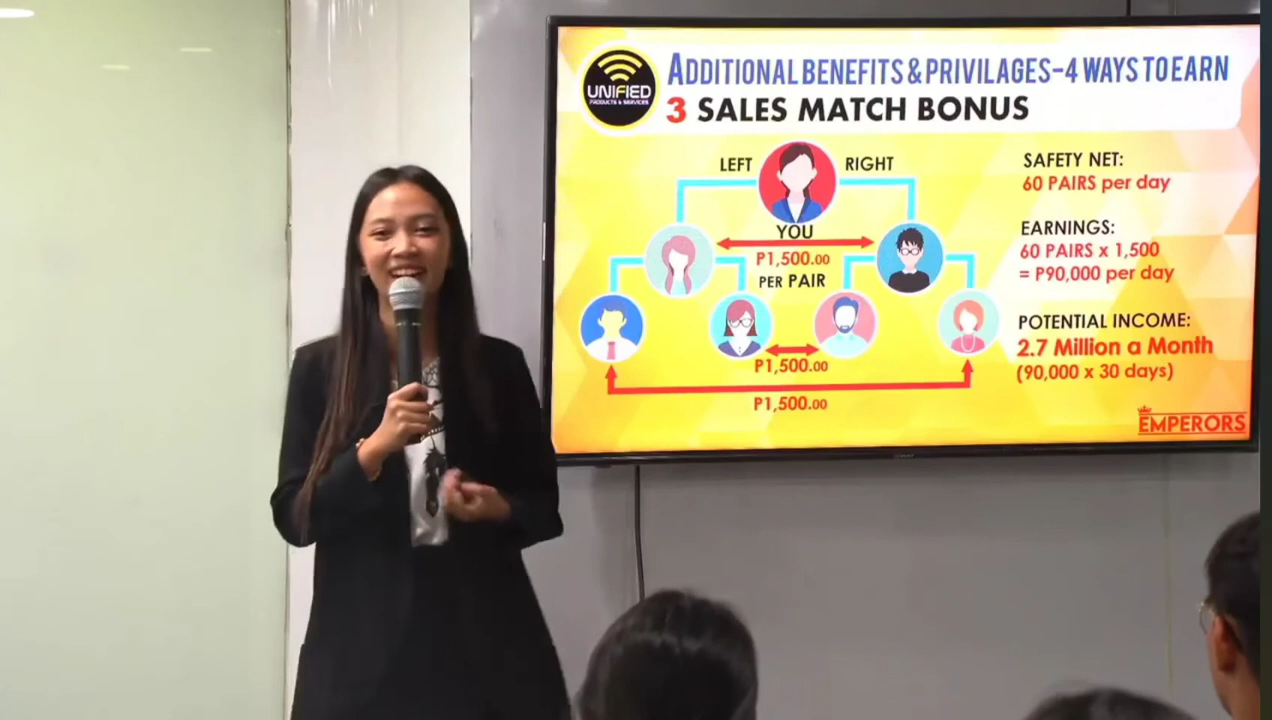 UNIFIED
PRODUCTS & SERVICES
ADDITIONAL BENEFITS & PRIVILAGES-4 WAYS TO EARN
3 SALES MATCH BONUS
LEFT
RIGHT
YOU
P1,500.00
PER PAIR
P1,500.00
P1,500.00
SAFETY NET:
60 PAIRS per day
EARNINGS:
60 PAIRS x 1,500
= P90,000 per day
POTENTIAL INCOME:
2.7 Million a Month
(90,000 x 30 days)
EMPERORS